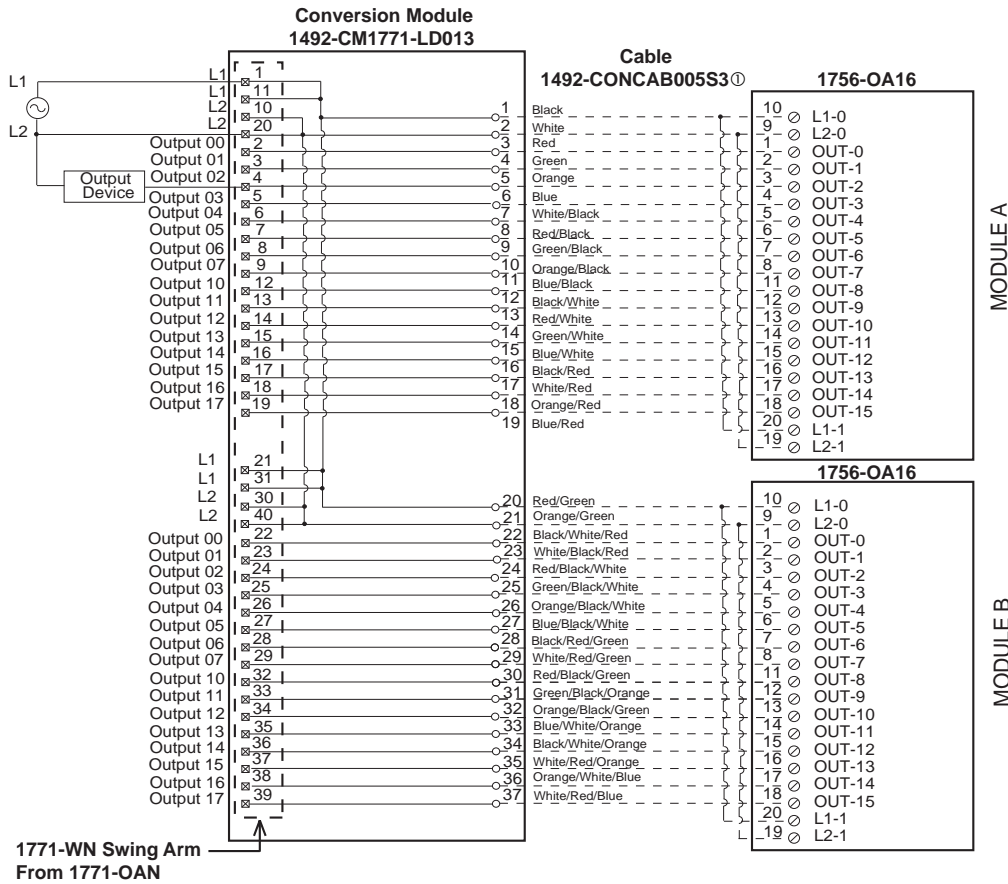 Conversion Module
1492-CM1771-LD013
Cable
1492-CONCAB005S3①
1756-OA16
L1
L2
Output
Device
L1 1
L1 11
L2 10
L2 20
Output 00 2
Output 01 3
Output 02 4
Output 03 5
Output 04 6
Output 05 7
Output 06 8
Output 07 9
Output 10 12
Output 11 13
Output 12 14
Output 13 15
Output 14 16
Output 15 17
Output 16 18
Output 17 19
1 Black
2 White
3 Red
4 Green
5 Orange
6 Blue
7 White/Black
8 Red/Black
9 Green/Black
10 Orange/Black
11 Blue/Black
12 Black/White
13 Red/White
14 Green/White
15 Blue/White
16 Black/Red
17 White/Red
18 Orange/Red
19 Blue/Red
10 L1-0
9 L2-0
1 OUT-0
2 OUT-1
3 OUT-2
4 OUT-3
5 OUT-4
6 OUT-5
7 OUT-6
8 OUT-7
11 OUT-8
12 OUT-9
13 OUT-10
14 OUT-11
15 OUT-12
16 OUT-13
17 OUT-14
18 OUT-15
20 L1-1
19 L2-1
MODULE A
1756-OA16
L1 21
L1 31
L2 30
L2 40
Output 00 22
Output 01 23
Output 02 24
Output 03 25
Output 04 26
Output 05 27
Output 06 28
Output 07 29
Output 10 32
Output 11 33
Output 12 34
Output 13 35
Output 14 36
Output 15 37
Output 16 38
Output 17 39
20 Red/Green
21 Orange/Green
22 Black/White/Red
23 White/Black/Red
24 Red/Black/White
25 Green/Black/White
26 Orange/Black/White
27 Blue/Black/White
28 Black/Red/Green
29 White/Red/Green
30 Red/Black/Green
31 Green/Black/Orange
32 Orange/Black/Green
33 Blue/White/Orange
34 Black/White/Orange
35 White/Red/Orange
36 Orange/White/Blue
37 White/Red/Blue
10 L1-0
9 L2-0
1 OUT-0
2 OUT-1
3 OUT-2
4 OUT-3
5 OUT-4
6 OUT-5
7 OUT-6
8 OUT-7
11 OUT-8
12 OUT-9
13 OUT-10
14 OUT-11
15 OUT-12
16 OUT-13
17 OUT-14
18 OUT-15
20 L1-1
19 L2-1
MODULE B
1771-WN Swing Arm
From 1771-OAN